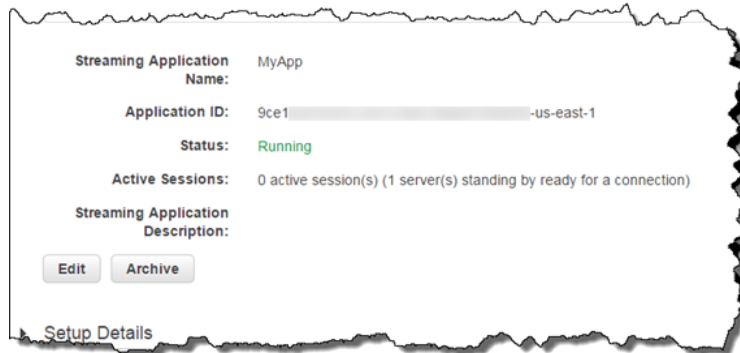 Streaming Application MyApp
Name:
Application ID: 9ce1 -us-east-1
Status: Running
Active Sessions: 0 active session(s) (1 server(s) standing by ready for a connection)
Streaming Application
Description:
Edit Archive
Setup Details